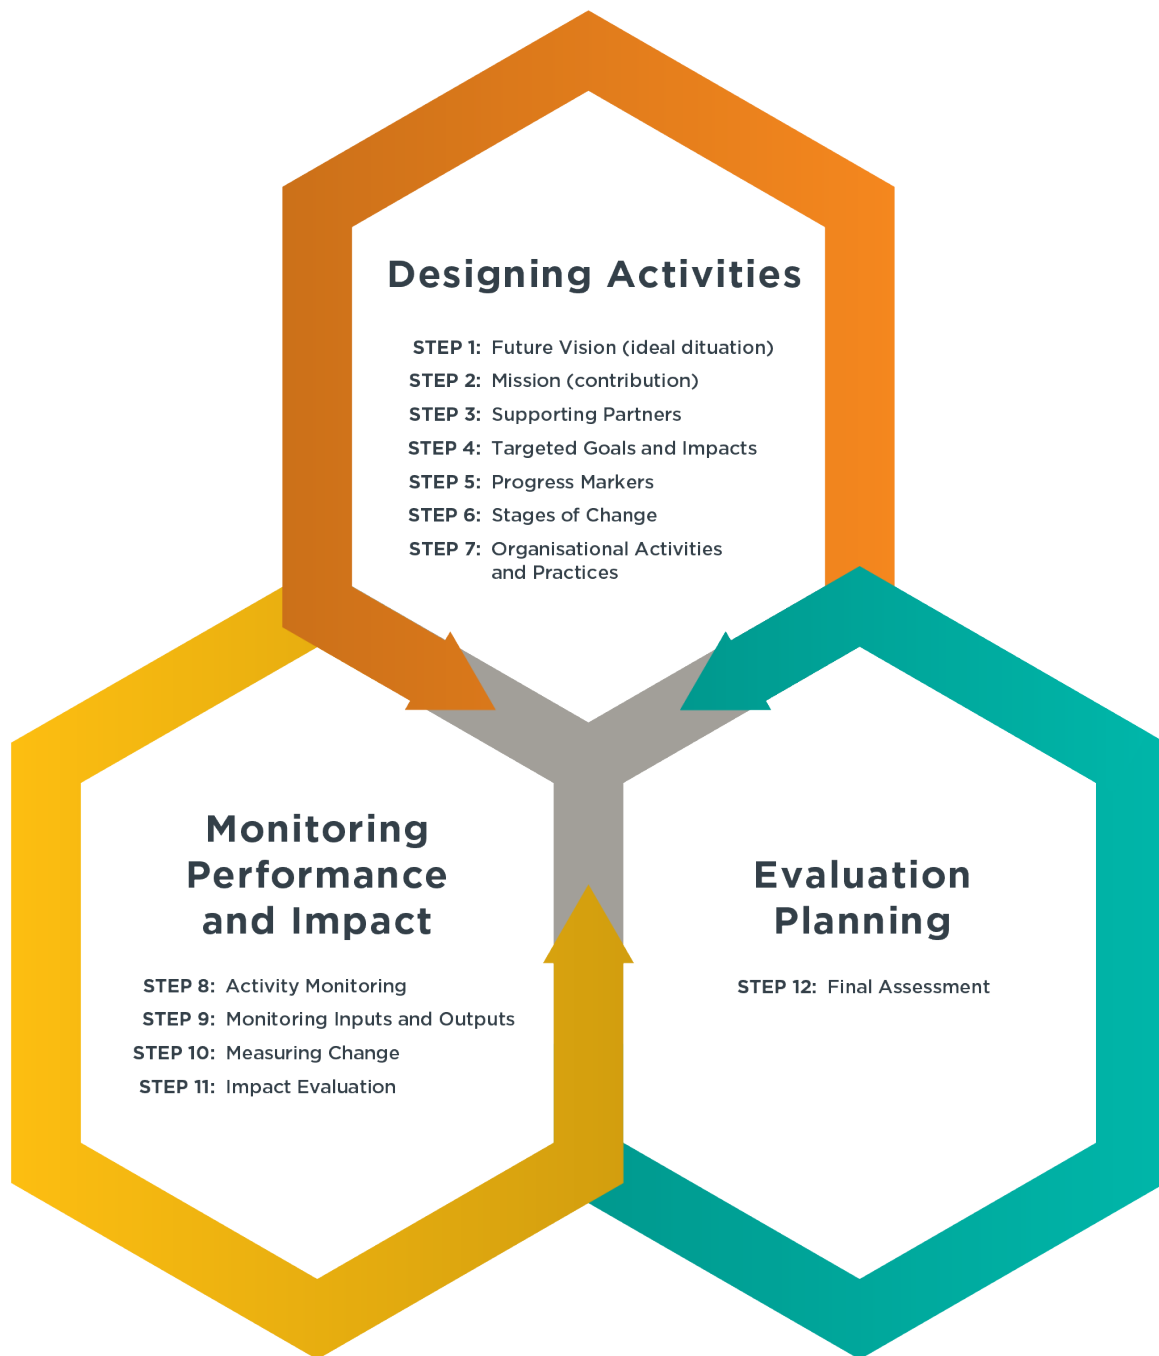 Designing Activities
STEP 1: Future Vision (ideal dituation)
STEP 2: Mission (contribution)
STEP 3: Supporting Partners
STEP 4: Targeted Goals and Impacts
STEP 5: Progress Markers
STEP 6: Stages of Change
STEP 7: Organisational Activities
and Practices
Monitoring
Performance
and Impact
STEP 8: Activity Monitoring
STEP 9: Monitoring Inputs and Outputs
STEP 10: Measuring Change
STEP 11: Impact Evaluation
Evaluation
Planning
STEP 12: Final Assessment